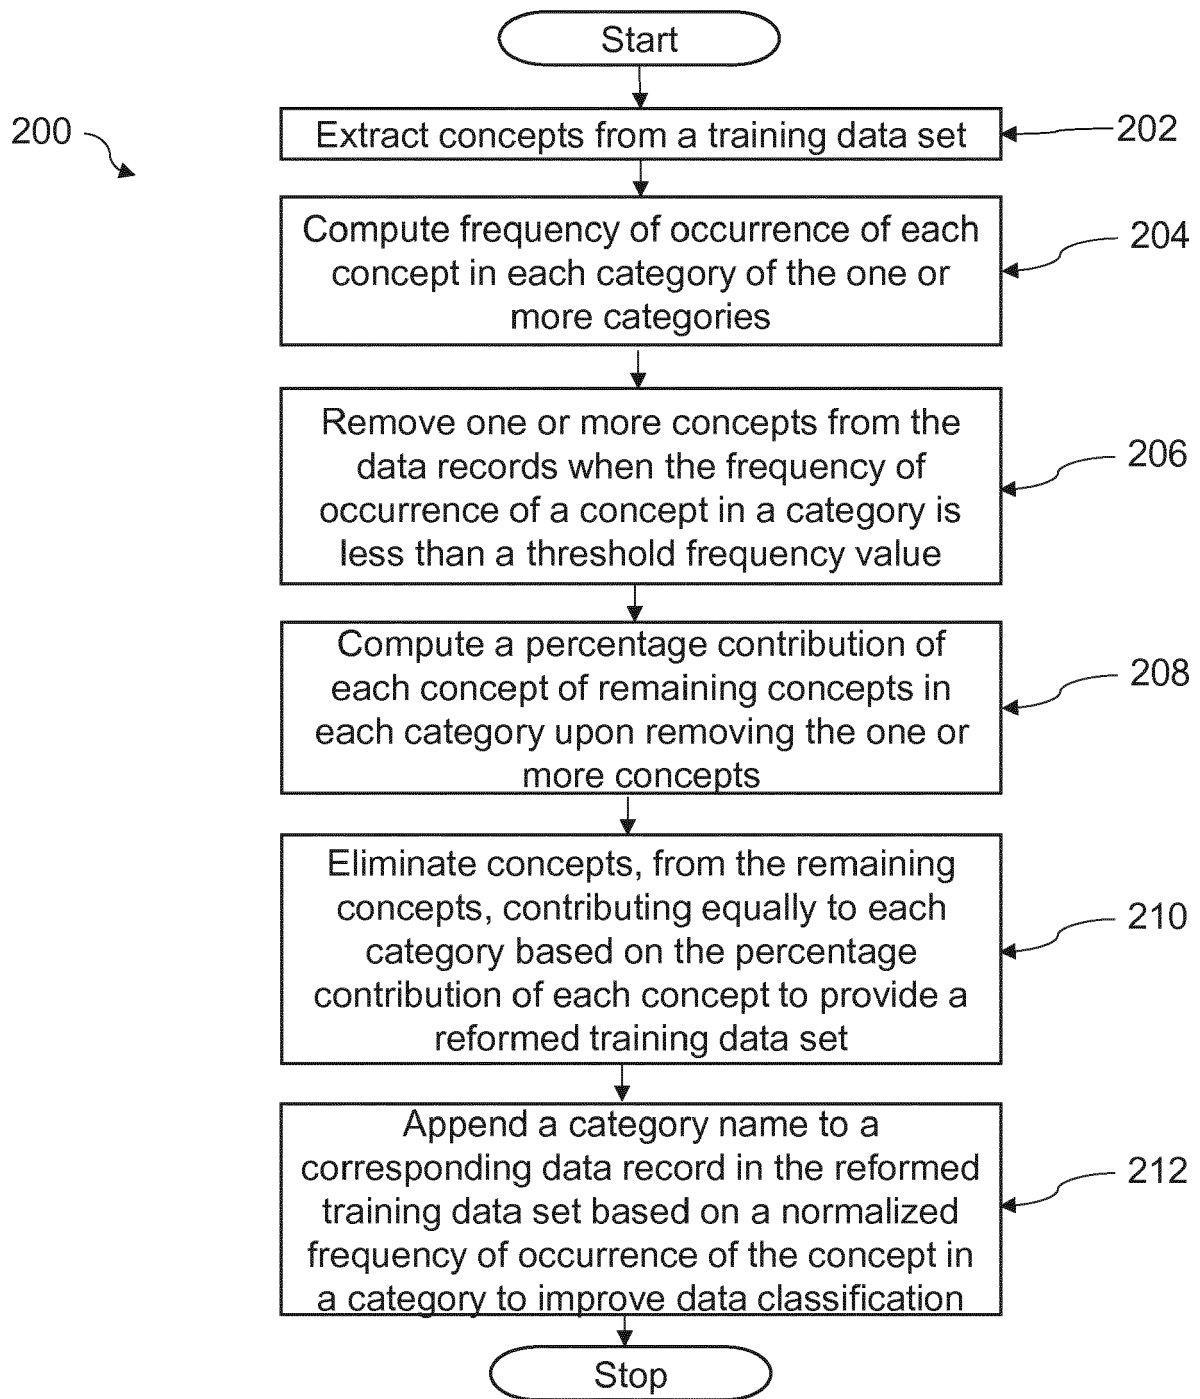 Start
200
Extract concepts from a training data set
202
Compute frequency of occurrence of each
concept in each category of the one or
more categories
204
Remove one or more concepts from the
data records when the frequency of
occurrence of a concept in a category is
less than a threshold frequency value
206
Compute a percentage contribution of
each concept of remaining concepts in
each category upon removing the one or
more concepts
208
Eliminate concepts, from the remaining
concepts, contributing equally to each
category based on the percentage
contribution of each concept to provide a
reformed training data set
210
Append a category name to a
corresponding data record in the reformed
training data set based on a normalized
frequency of occurrence of the concept in
a category to improve data classification
212
Stop